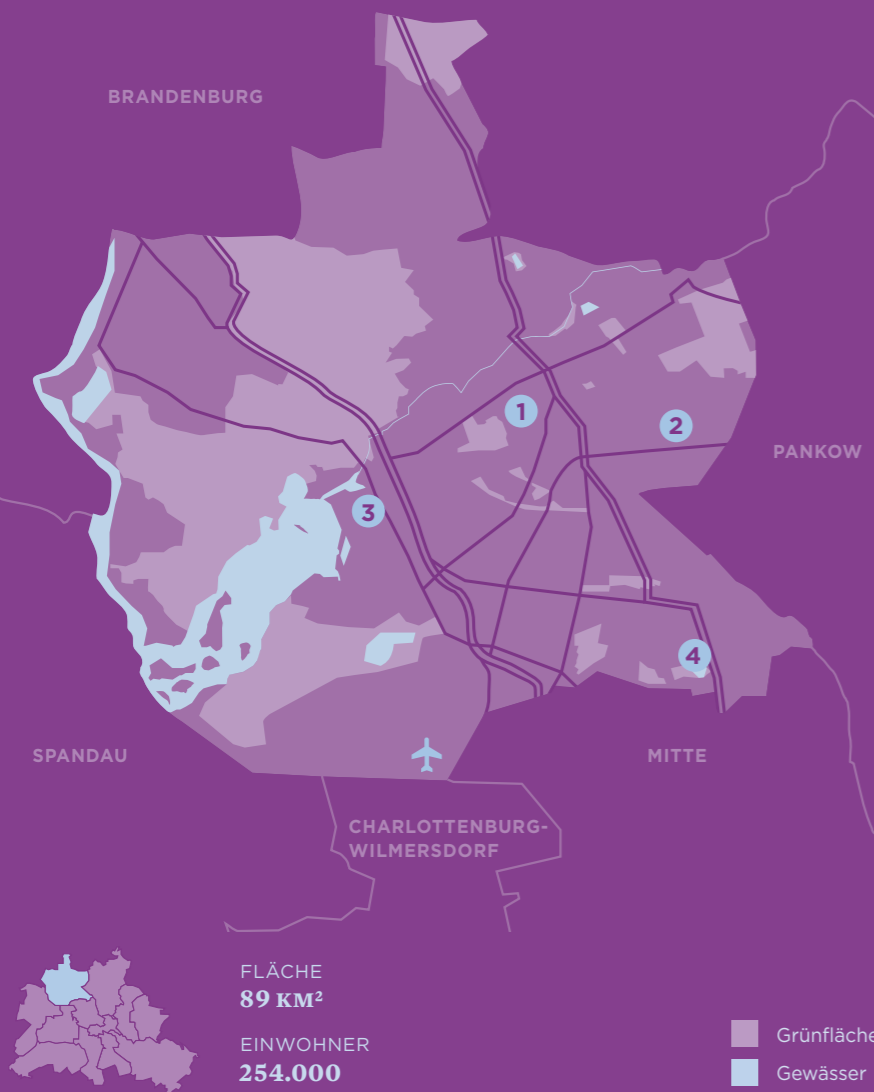 BRANDENBURG
1
2
PANKOW
3
4
SPANDAU
MITTE
CHARLOTTENBURG-
WILMERSDORF
FLÄCHE
89 KM²
EINWOHNER
254.000
Grünfläche
Gewässer